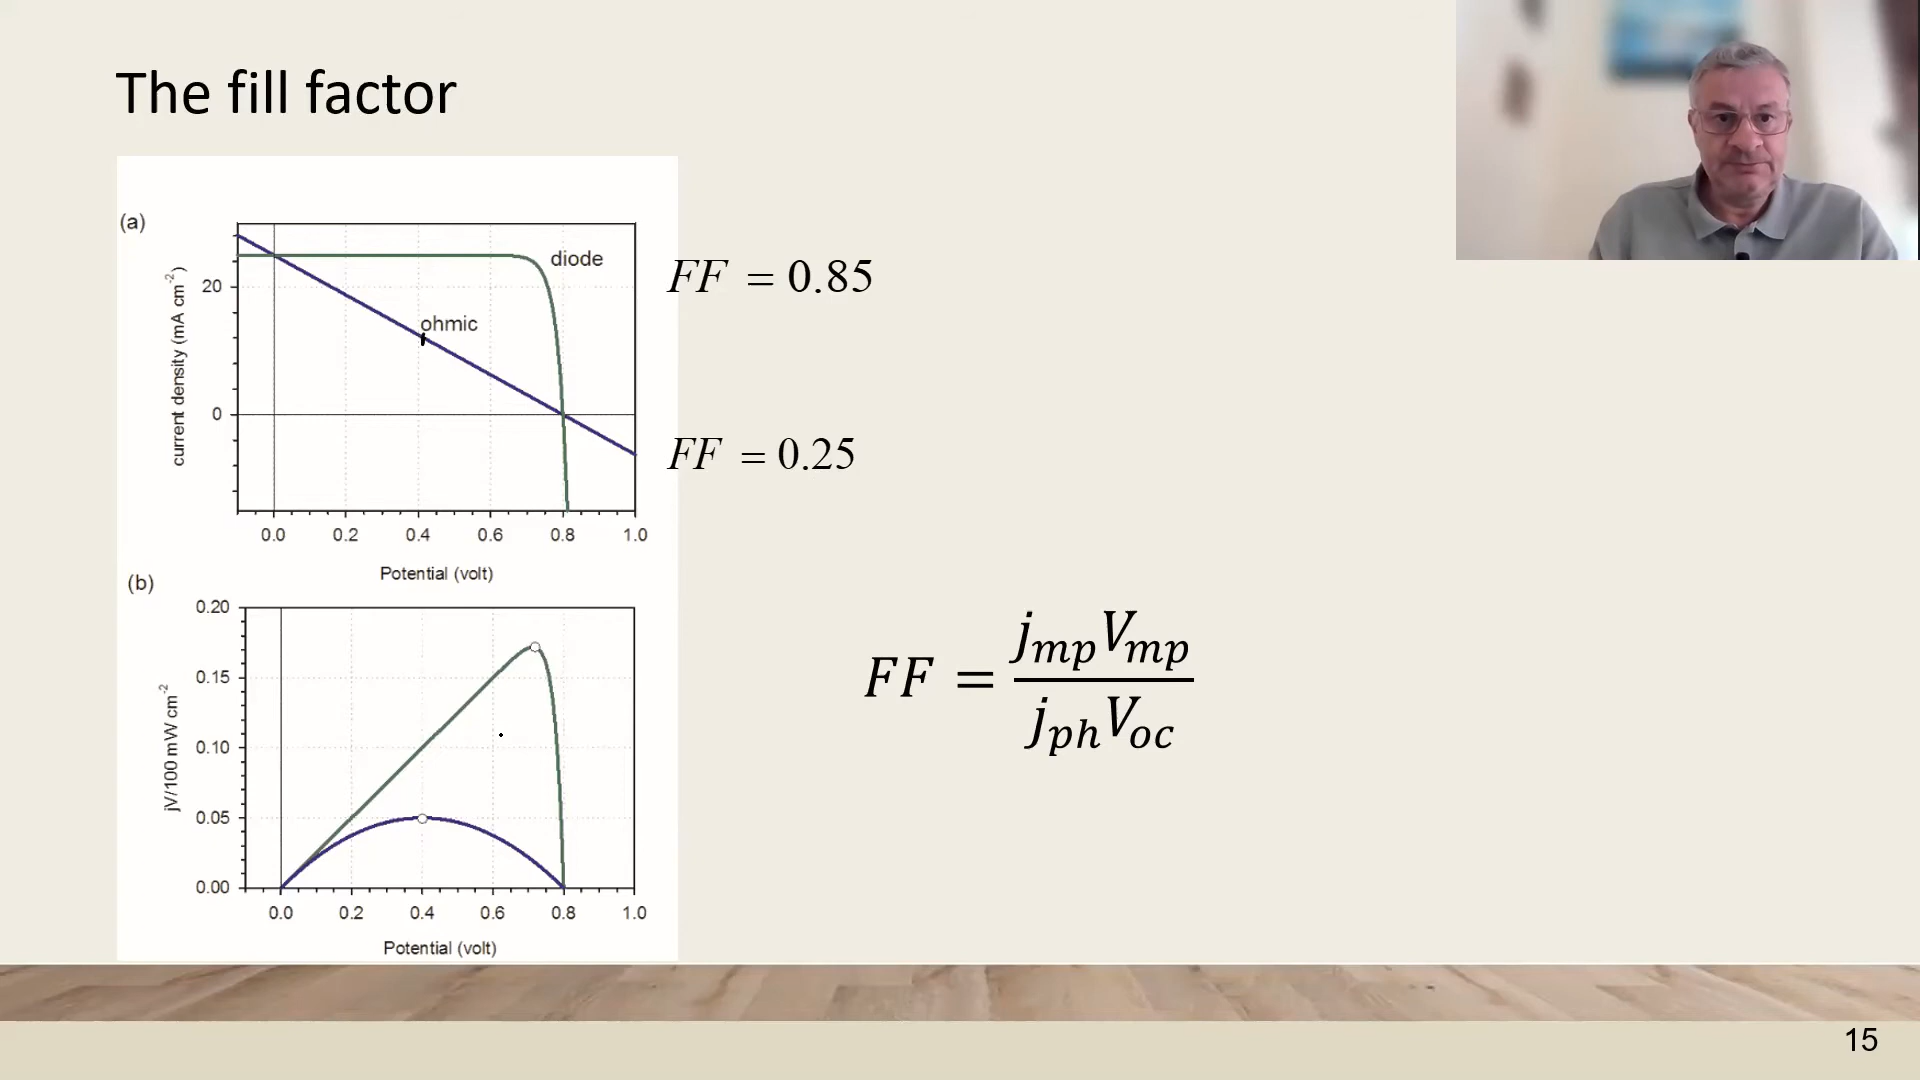 The fill factor
(a)
diode
ohmic
current density (mA cm⁻²)
20
0
0.0 0.2 0.4 0.6 0.8 1.0
Potential (volt)
FF = 0.85
FF = 0.25
(b)
jV/100 mW cm⁻²
0.20
0.15
0.10
0.05
0.00
0.0 0.2 0.4 0.6 0.8 1.0
Potential (volt)
FF = j_mp V_mp / j_ph V_oc
15